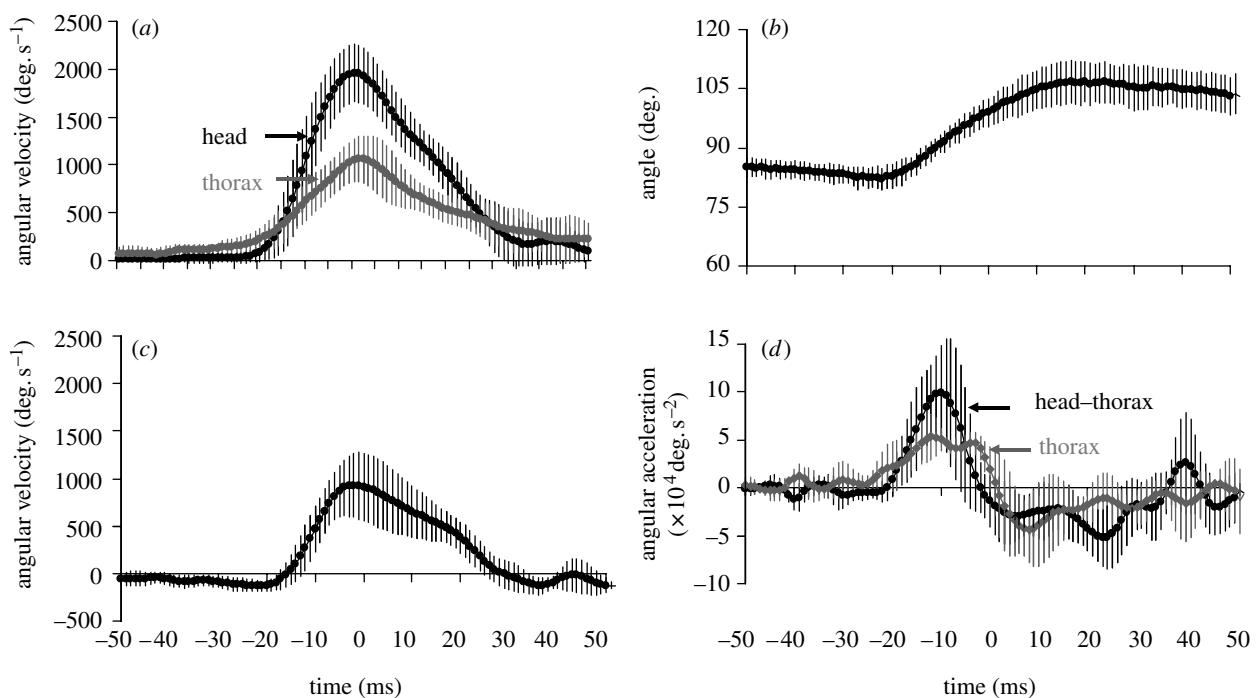 (a)
2500
2000
1500
1000
500
0
angular velocity (deg. s⁻¹)
head
thorax
(b)
120
105
90
75
60
angle (deg.)
(c)
2500
2000
1500
1000
500
0
–500
angular velocity (deg. s⁻¹)
–50 –40 –30 –20 –10 0 10 20 30 40 50
time (ms)
(d)
15
10
5
0
–5
–10
angular acceleration
(×10⁴ deg. s⁻²)
head–thorax
thorax
–50 –40 –30 –20 –10 0 10 20 30 40 50
time (ms)